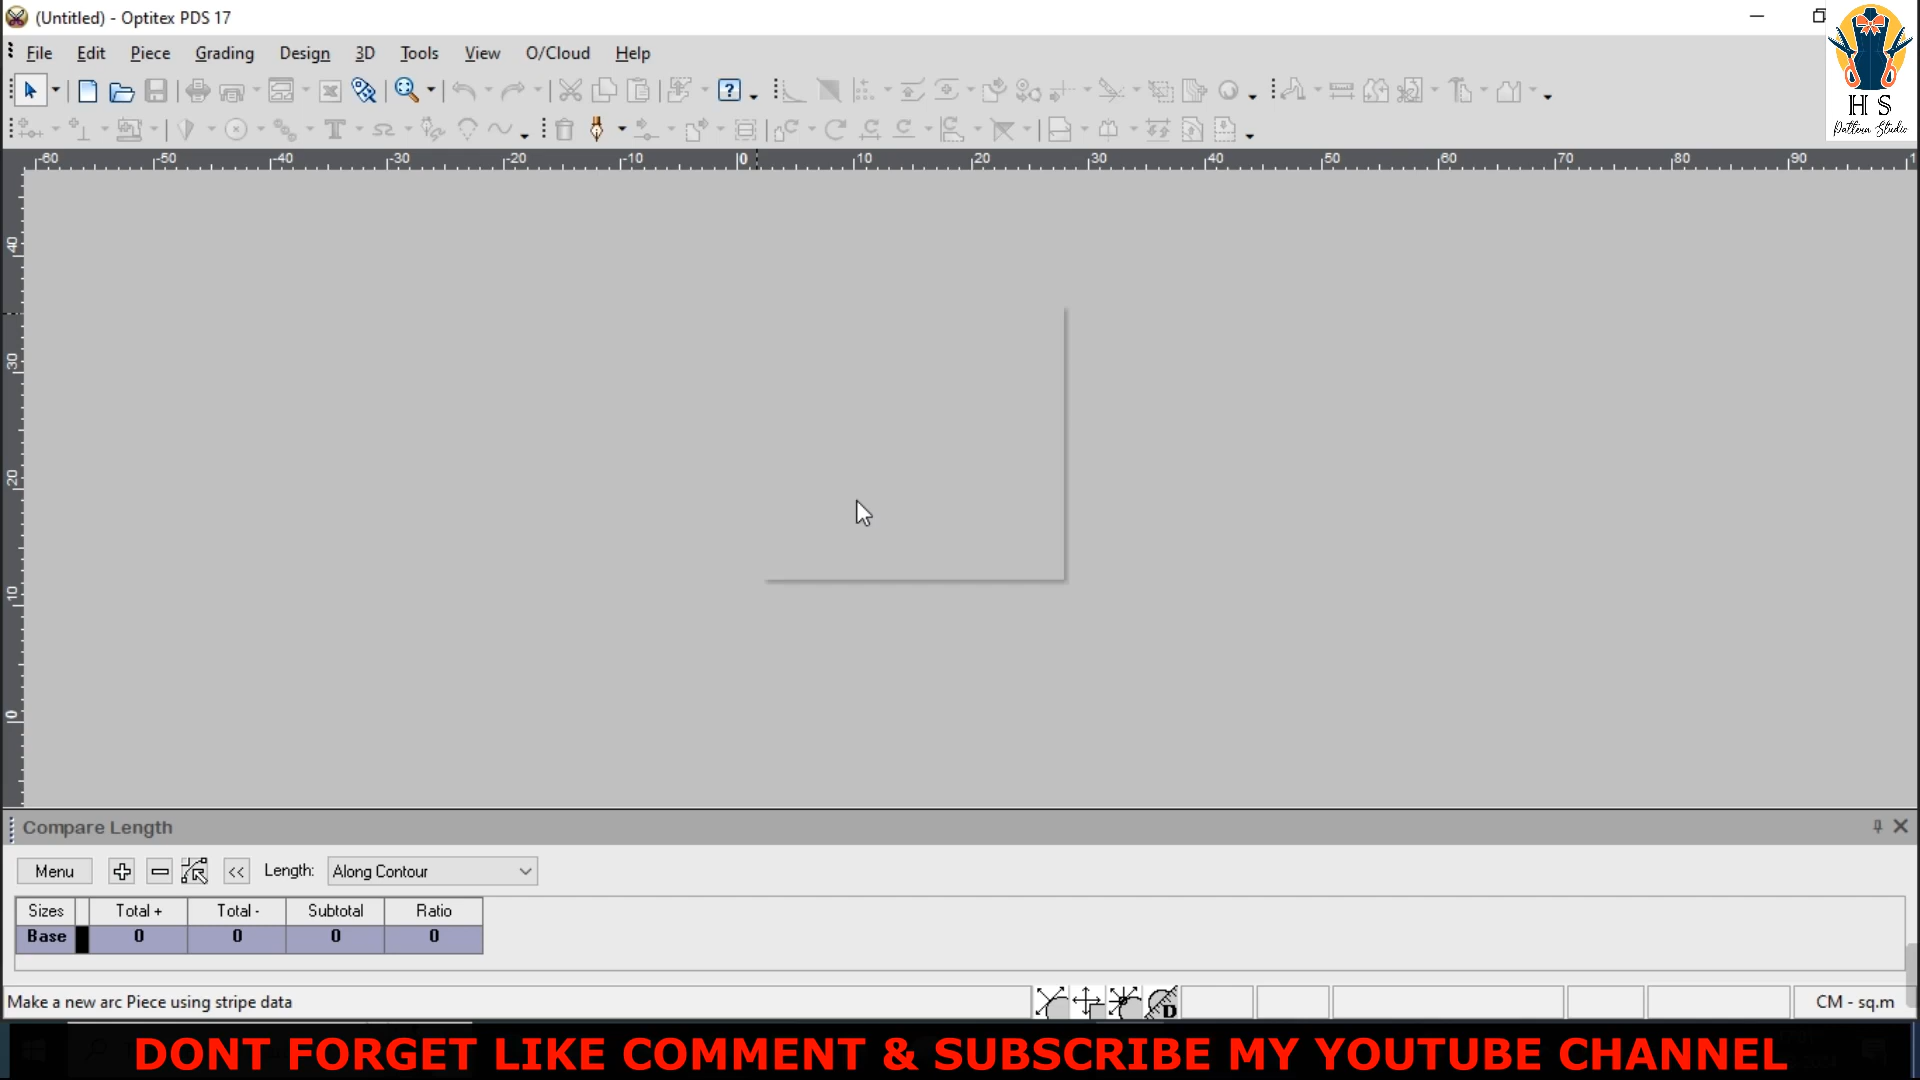 (Untitled) - Optitex PDS 17
File Edit Piece Grading Design 3D Tools View O/Cloud Help
H S
Pattern Studio
-60 -50 -40 -30 -20 -10 0 10 20 30 40 50 60 70 80 90 1
40
30
20
10
0
Compare Length
Menu << Length: Along Contour
Sizes Total + Total - Subtotal Ratio
Base 0 0 0 0
Make a new arc Piece using stripe data
D
CM - sq.m
DONT FORGET LIKE COMMENT & SUBSCRIBE MY YOUTUBE CHANNEL